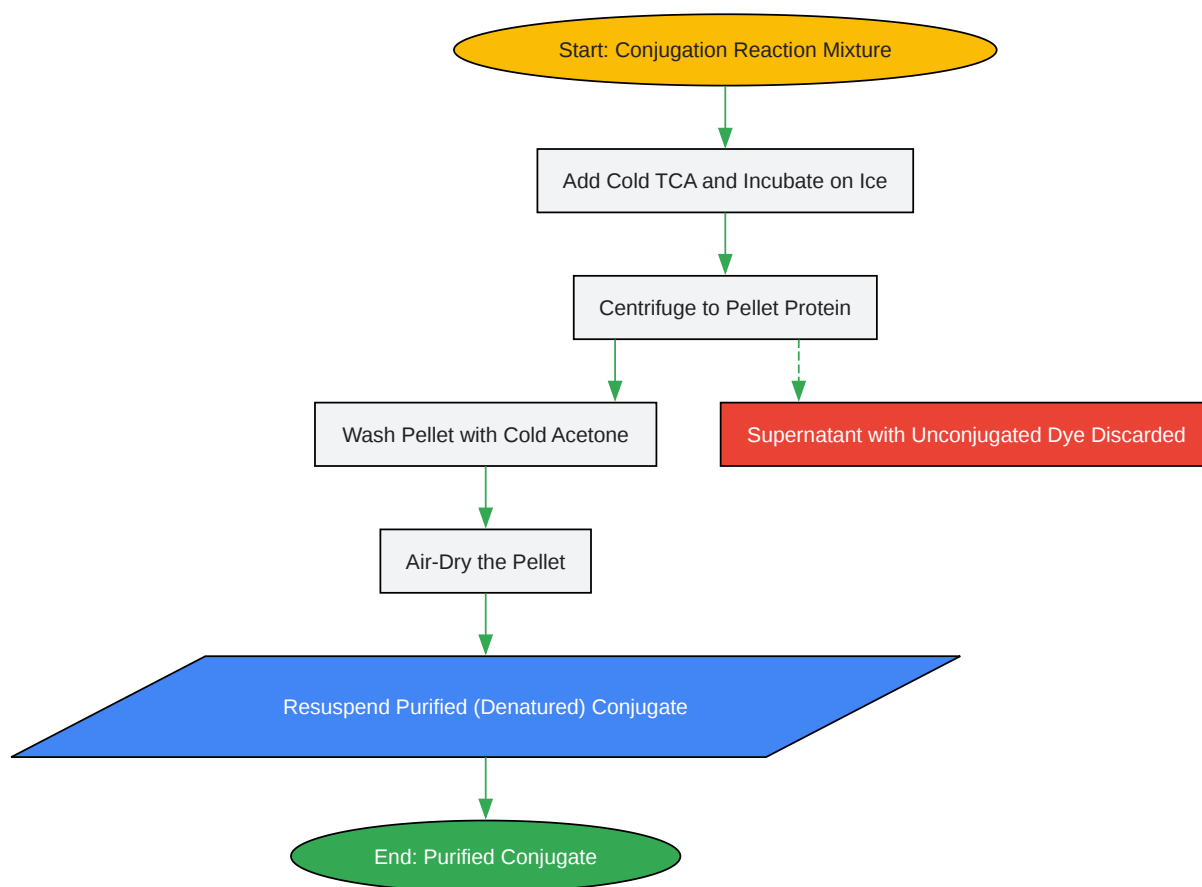 Start: Conjugation Reaction Mixture
Add Cold TCA and Incubate on Ice
Centrifuge to Pellet Protein
Wash Pellet with Cold Acetone
Supernatant with Unconjugated Dye Discarded
Air-Dry the Pellet
Resuspend Purified (Denatured) Conjugate
End: Purified Conjugate